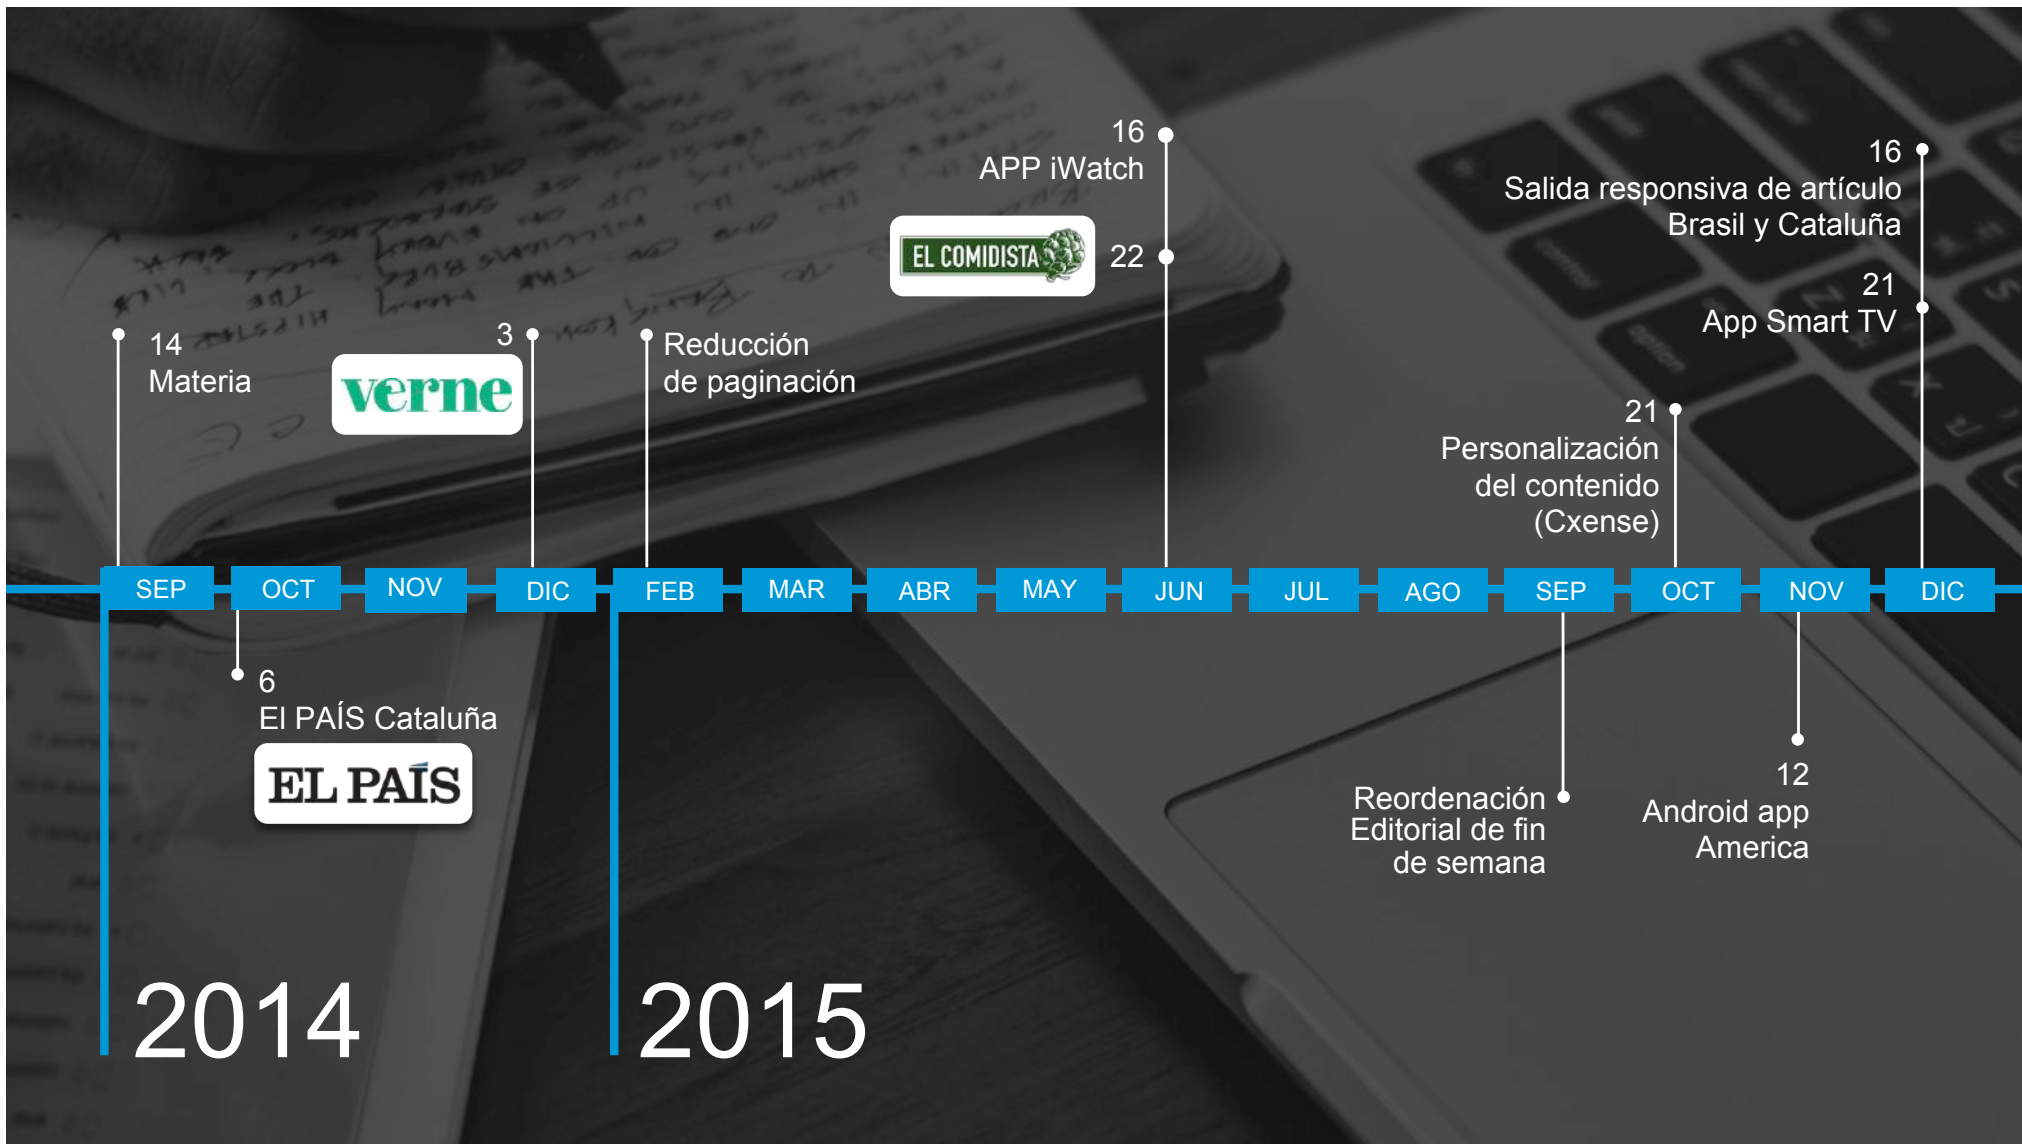 16
APP iWatch
EL COMIDISTA
22
16
Salida responsiva de artículo
Brasil y Cataluña
21
App Smart TV
14
Materia
3
verne
Reducción
de paginación
21
Personalización
del contenido
(Cxense)
SEP OCT NOV DIC FEB MAR ABR MAY JUN JUL AGO SEP OCT NOV DIC
6
El PAÍS Cataluña
EL PAÍS
Reordenación
Editorial de fin
de semana
12
Android app
America
2014
2015
control
option